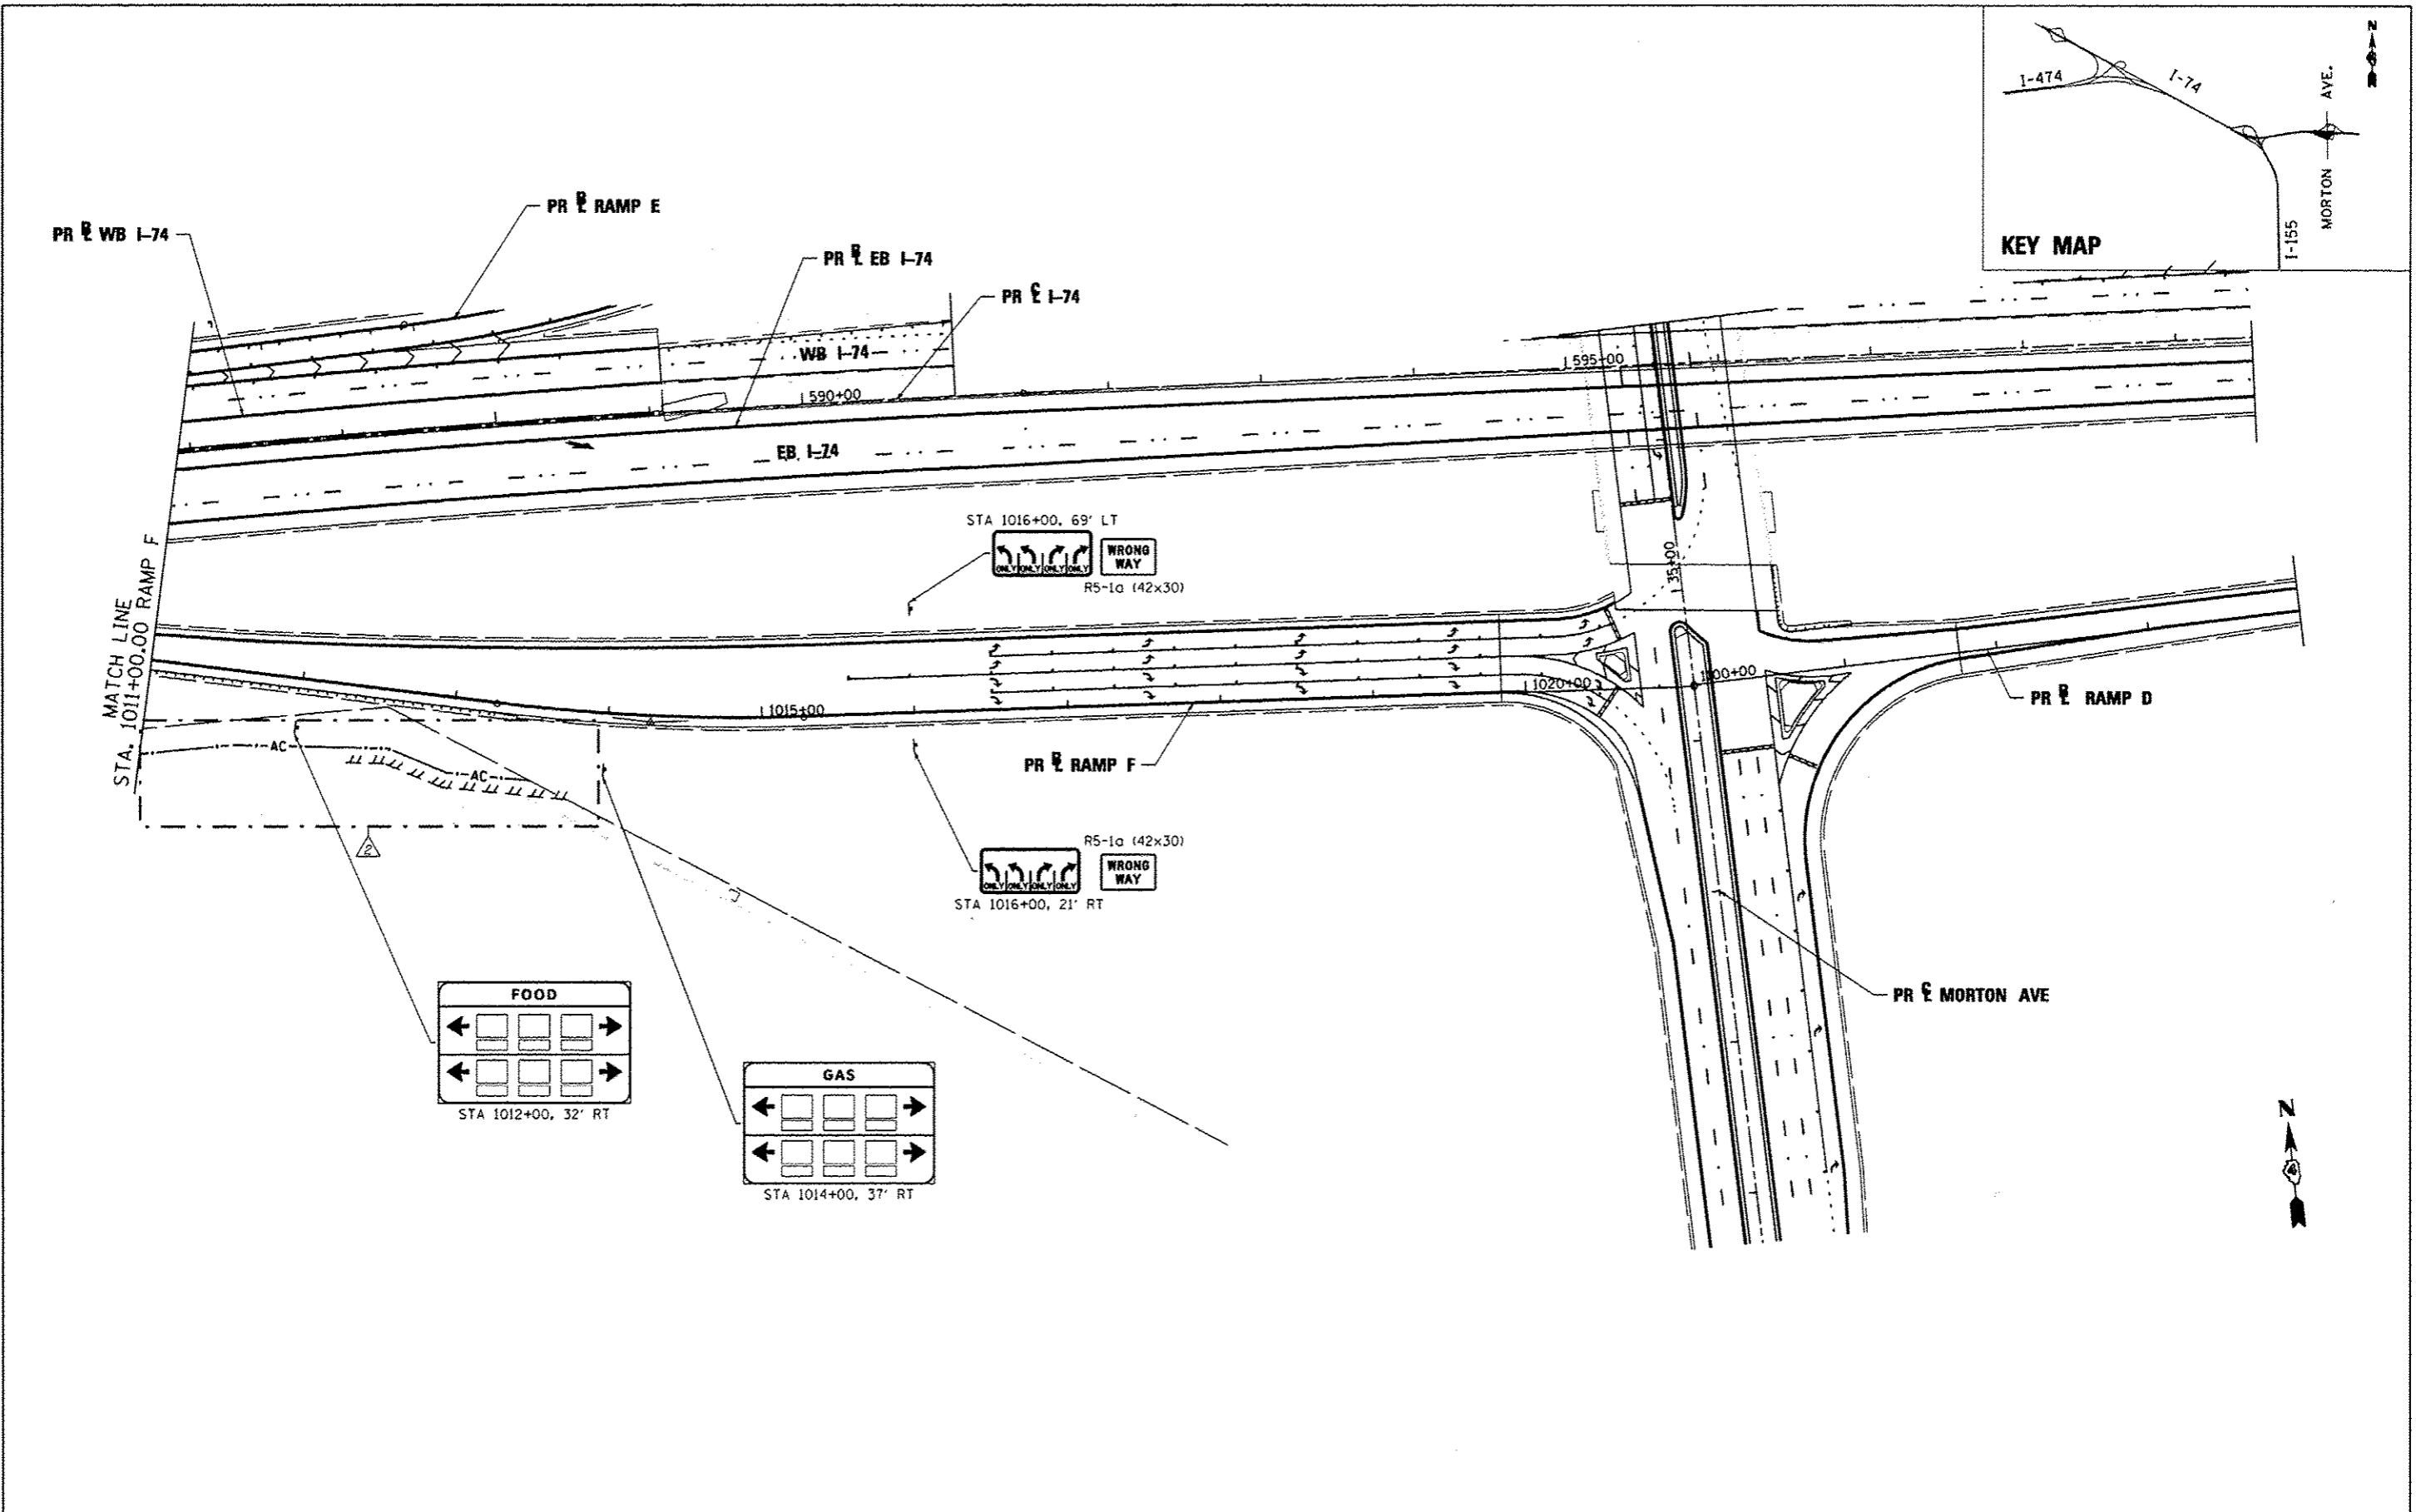 I-474
I-74
MORTON AVE.
I-155
N
KEY MAP
PR ℞ RAMP E
PR ℞ WB I-74
PR ℞ EB I-74
PR ℄ I-74
WB I-74
590+00
595+00
EB I-74
STA 1016+00, 69' LT
ONLY ONLY ONLY ONLY
WRONG
WAY
R5-1a (42x30)
35+00
MATCH LINE
STA. 1011+00.00 RAMP F
1015+00
1020+00
1100+00
PR ℞ RAMP D
AC
AC
PR ℞ RAMP F
2
R5-1a (42x30)
ONLY ONLY ONLY ONLY
WRONG
WAY
STA 1016+00, 21' RT
FOOD
STA 1012+00, 32' RT
GAS
STA 1014+00, 37' RT
PR ℄ MORTON AVE
N
4